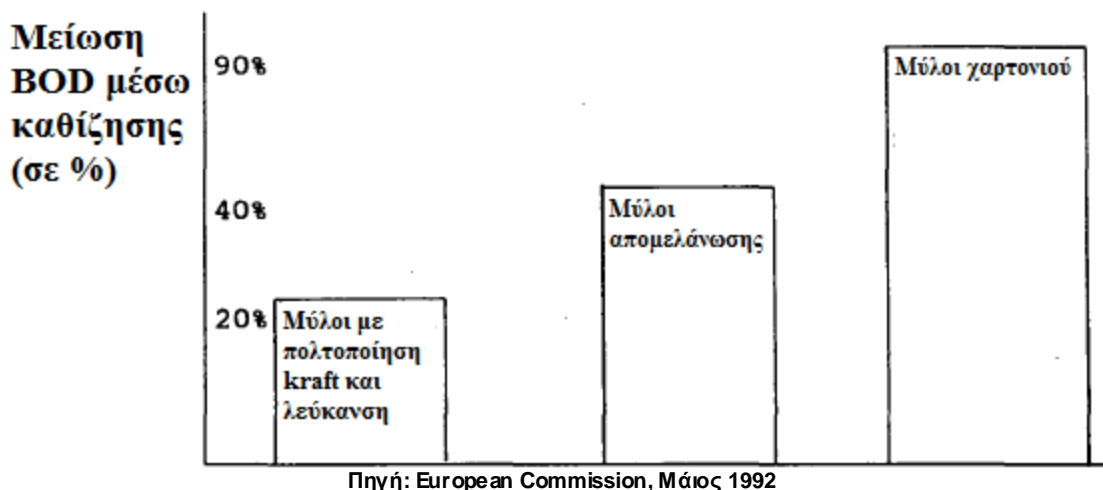 Μείωση
BOD μέσω
καθίζησης
(σε %)
90%
40%
20%
Μύλοι με
πολτοποίηση
kraft και
λεύκανση
Μύλοι
απομελάνωσης
Μύλοι χαρτονιού
Πηγή: European Commission, Μάιος 1992